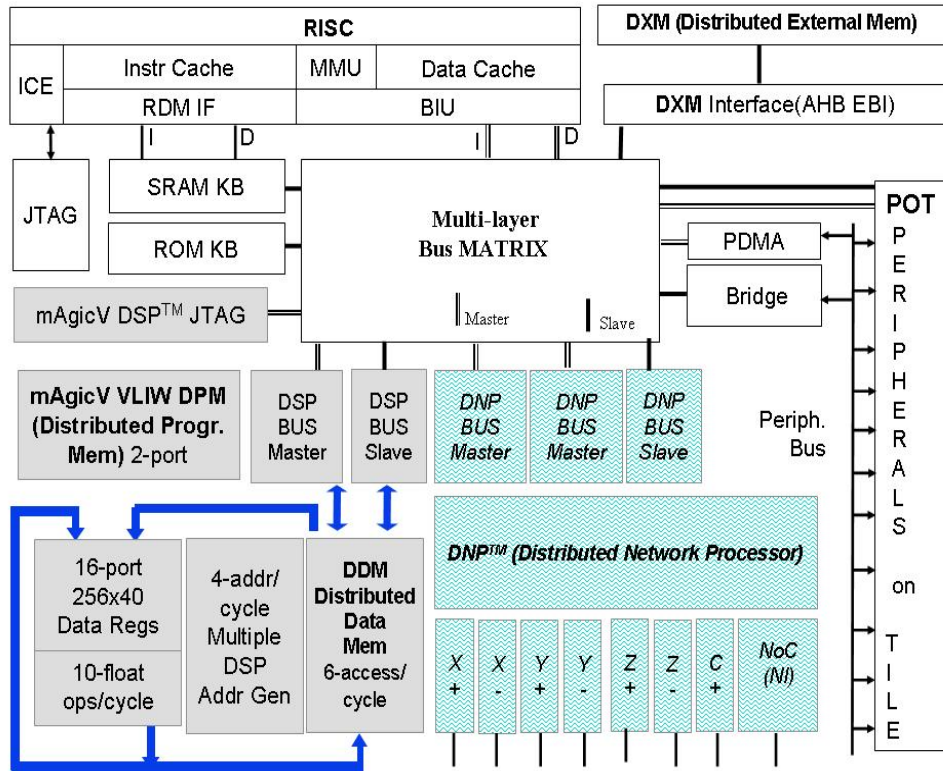 RISC
ICE
Instr Cache
MMU
Data Cache
RDM IF
BIU
DXM (Distributed External Mem)
DXM Interface(AHB EBI)
I
D
I
D
JTAG
SRAM KB
ROM KB
Multi-layer
Bus MATRIX
Master
Slave
PDMA
Bridge
POT
PERIPHERALS
on
TILE
Periph.
Bus
mAgicV DSP™ JTAG
mAgicV VLIW DPM
(Distributed Progr.
Mem) 2-port
DSP
BUS
Master
DSP
BUS
Slave
DNP
BUS
Master
DNP
BUS
Master
DNP
BUS
Slave
16-port
256x40
Data Regs
10-float
ops/cycle
4-addr/
cycle
Multiple
DSP
Addr Gen
DDM
Distributed
Data
Mem
6-access/
cycle
DNP™ (Distributed Network Processor)
X
+
X
-
Y
+
Y
-
Z
+
Z
-
C
+
NoC
(NI)